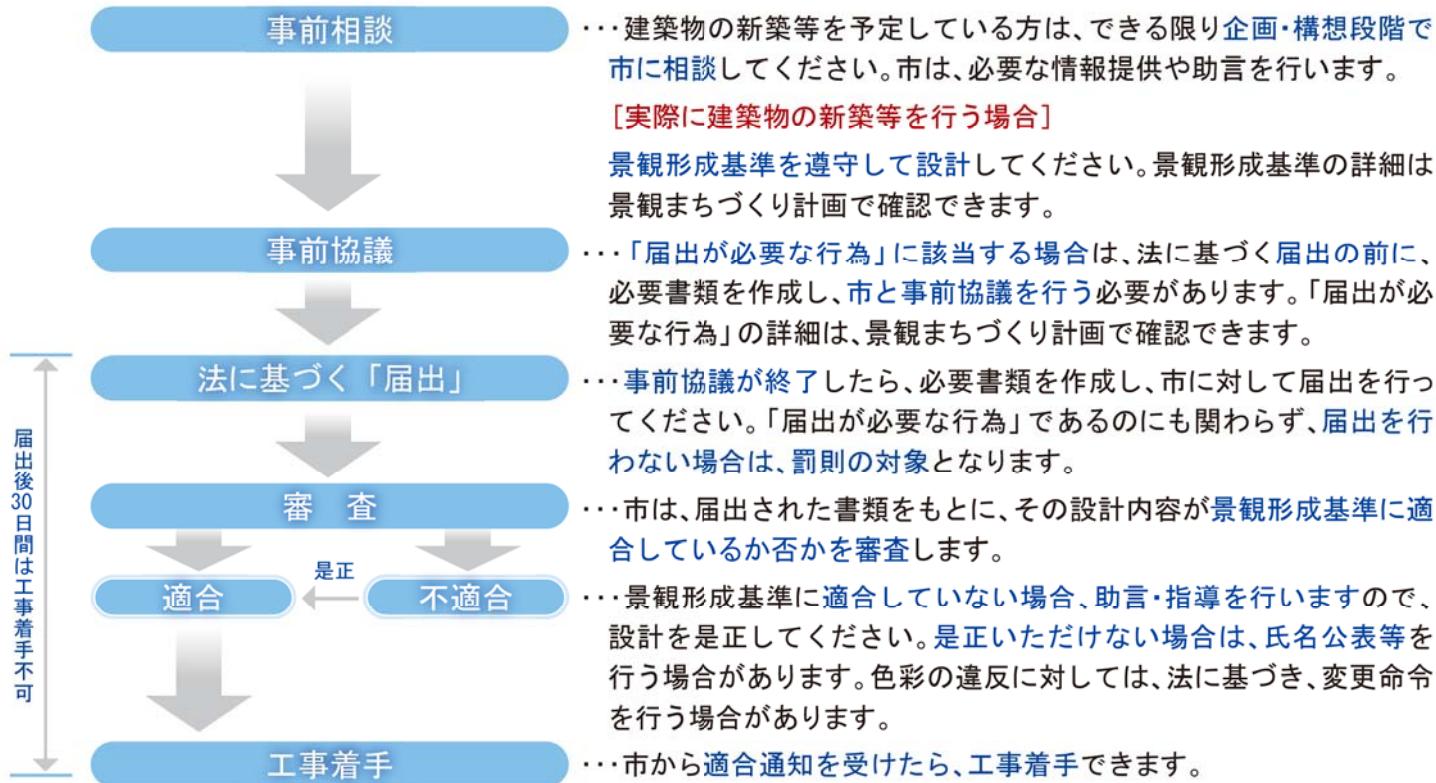 事前相談
･･･建築物の新築等を予定している方は、できる限り企画・構想段階で
市に相談してください。市は、必要な情報提供や助言を行います。
［実際に建築物の新築等を行う場合］
景観形成基準を遵守して設計してください。景観形成基準の詳細は
景観まちづくり計画で確認できます。
事前協議
･･･「届出が必要な行為」に該当する場合は、法に基づく届出の前に、
必要書類を作成し、市と事前協議を行う必要があります。「届出が必
要な行為」の詳細は、景観まちづくり計画で確認できます。
法に基づく「届出」
･･･事前協議が終了したら、必要書類を作成し、市に対して届出を行っ
てください。「届出が必要な行為」であるのにも関わらず、届出を行
わない場合は、罰則の対象となります。
届出後30日間は工事着手不可
審　査
･･･市は、届出された書類をもとに、その設計内容が景観形成基準に適
合しているか否かを審査します。
適合
是正
不適合
･･･景観形成基準に適合していない場合、助言・指導を行いますので、
設計を是正してください。是正いただけない場合は、氏名公表等を
行う場合があります。色彩の違反に対しては、法に基づき、変更命令
を行う場合があります。
工事着手
･･･市から適合通知を受けたら、工事着手できます。